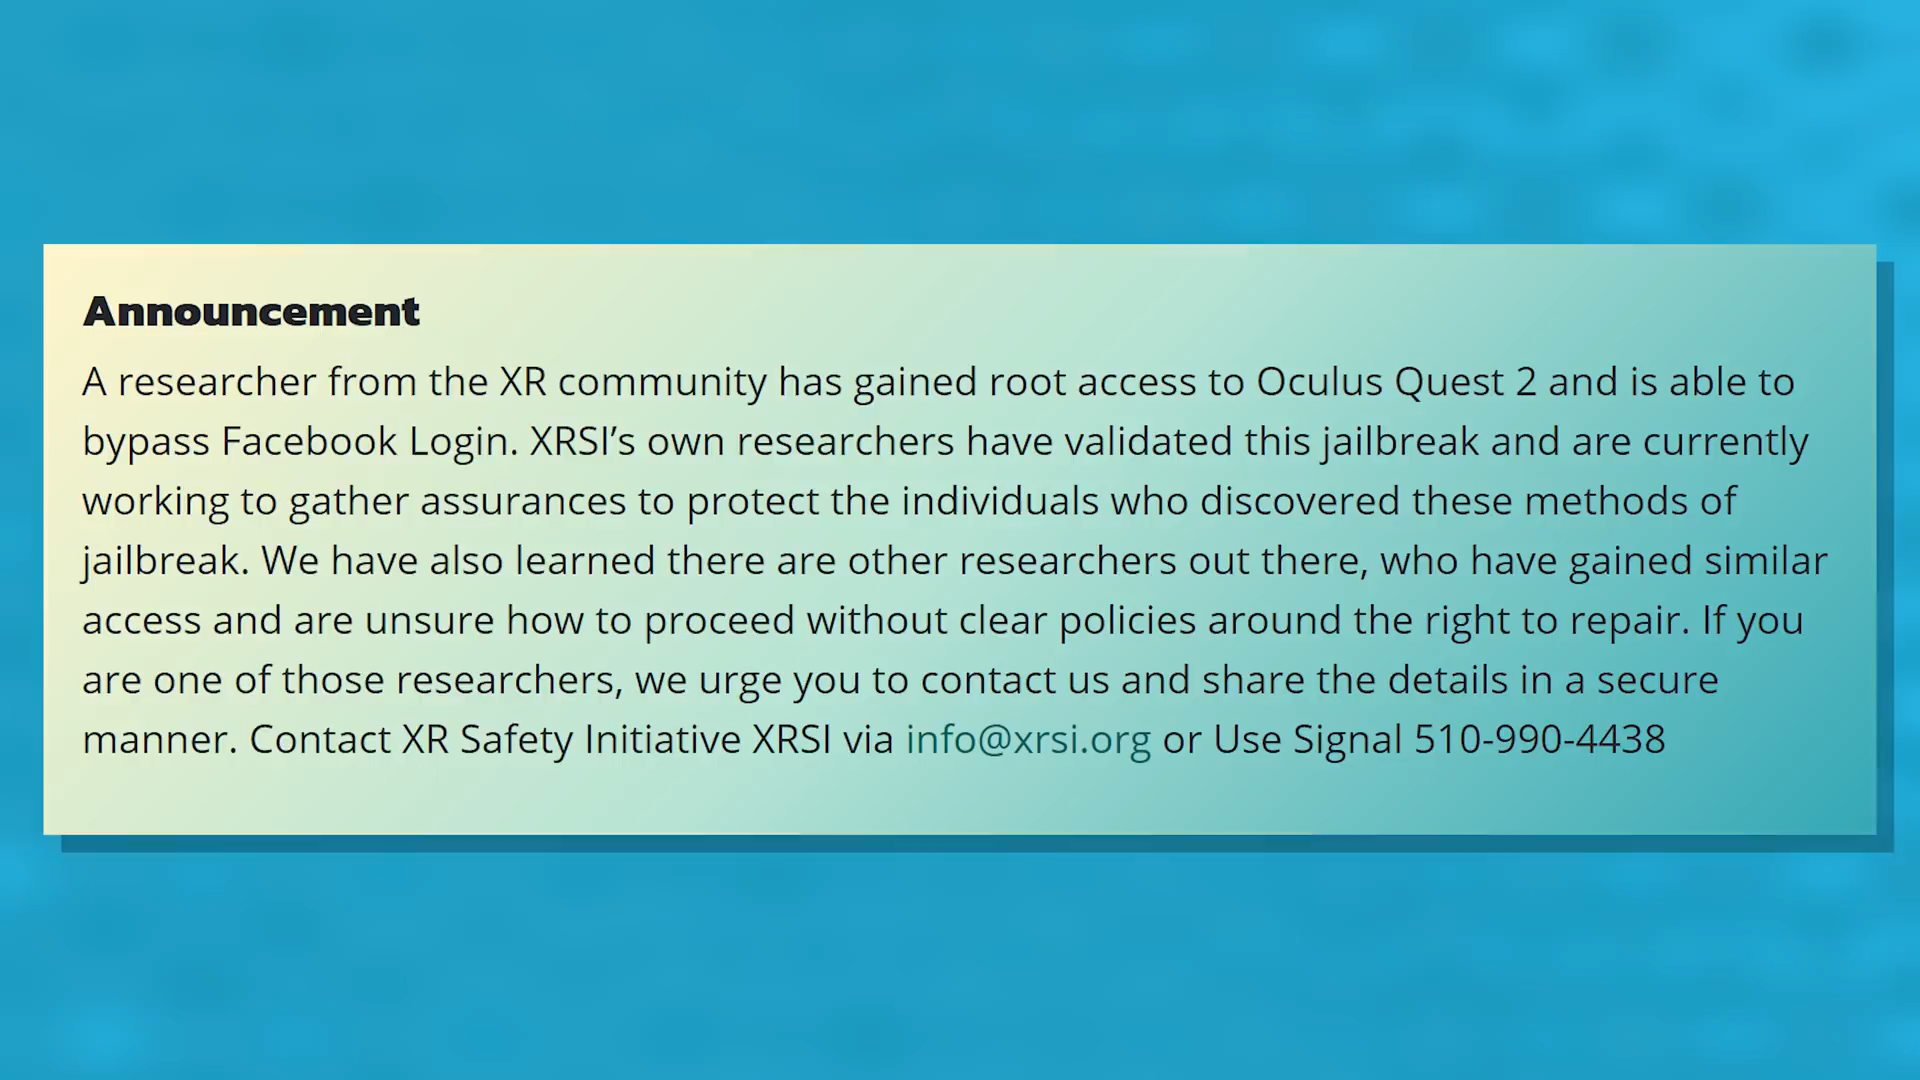 Announcement
A researcher from the XR community has gained root access to Oculus Quest 2 and is able to
bypass Facebook Login. XRSI’s own researchers have validated this jailbreak and are currently
working to gather assurances to protect the individuals who discovered these methods of
jailbreak. We have also learned there are other researchers out there, who have gained similar
access and are unsure how to proceed without clear policies around the right to repair. If you
are one of those researchers, we urge you to contact us and share the details in a secure
manner. Contact XR Safety Initiative XRSI via info@xrsi.org or Use Signal 510-990-4438